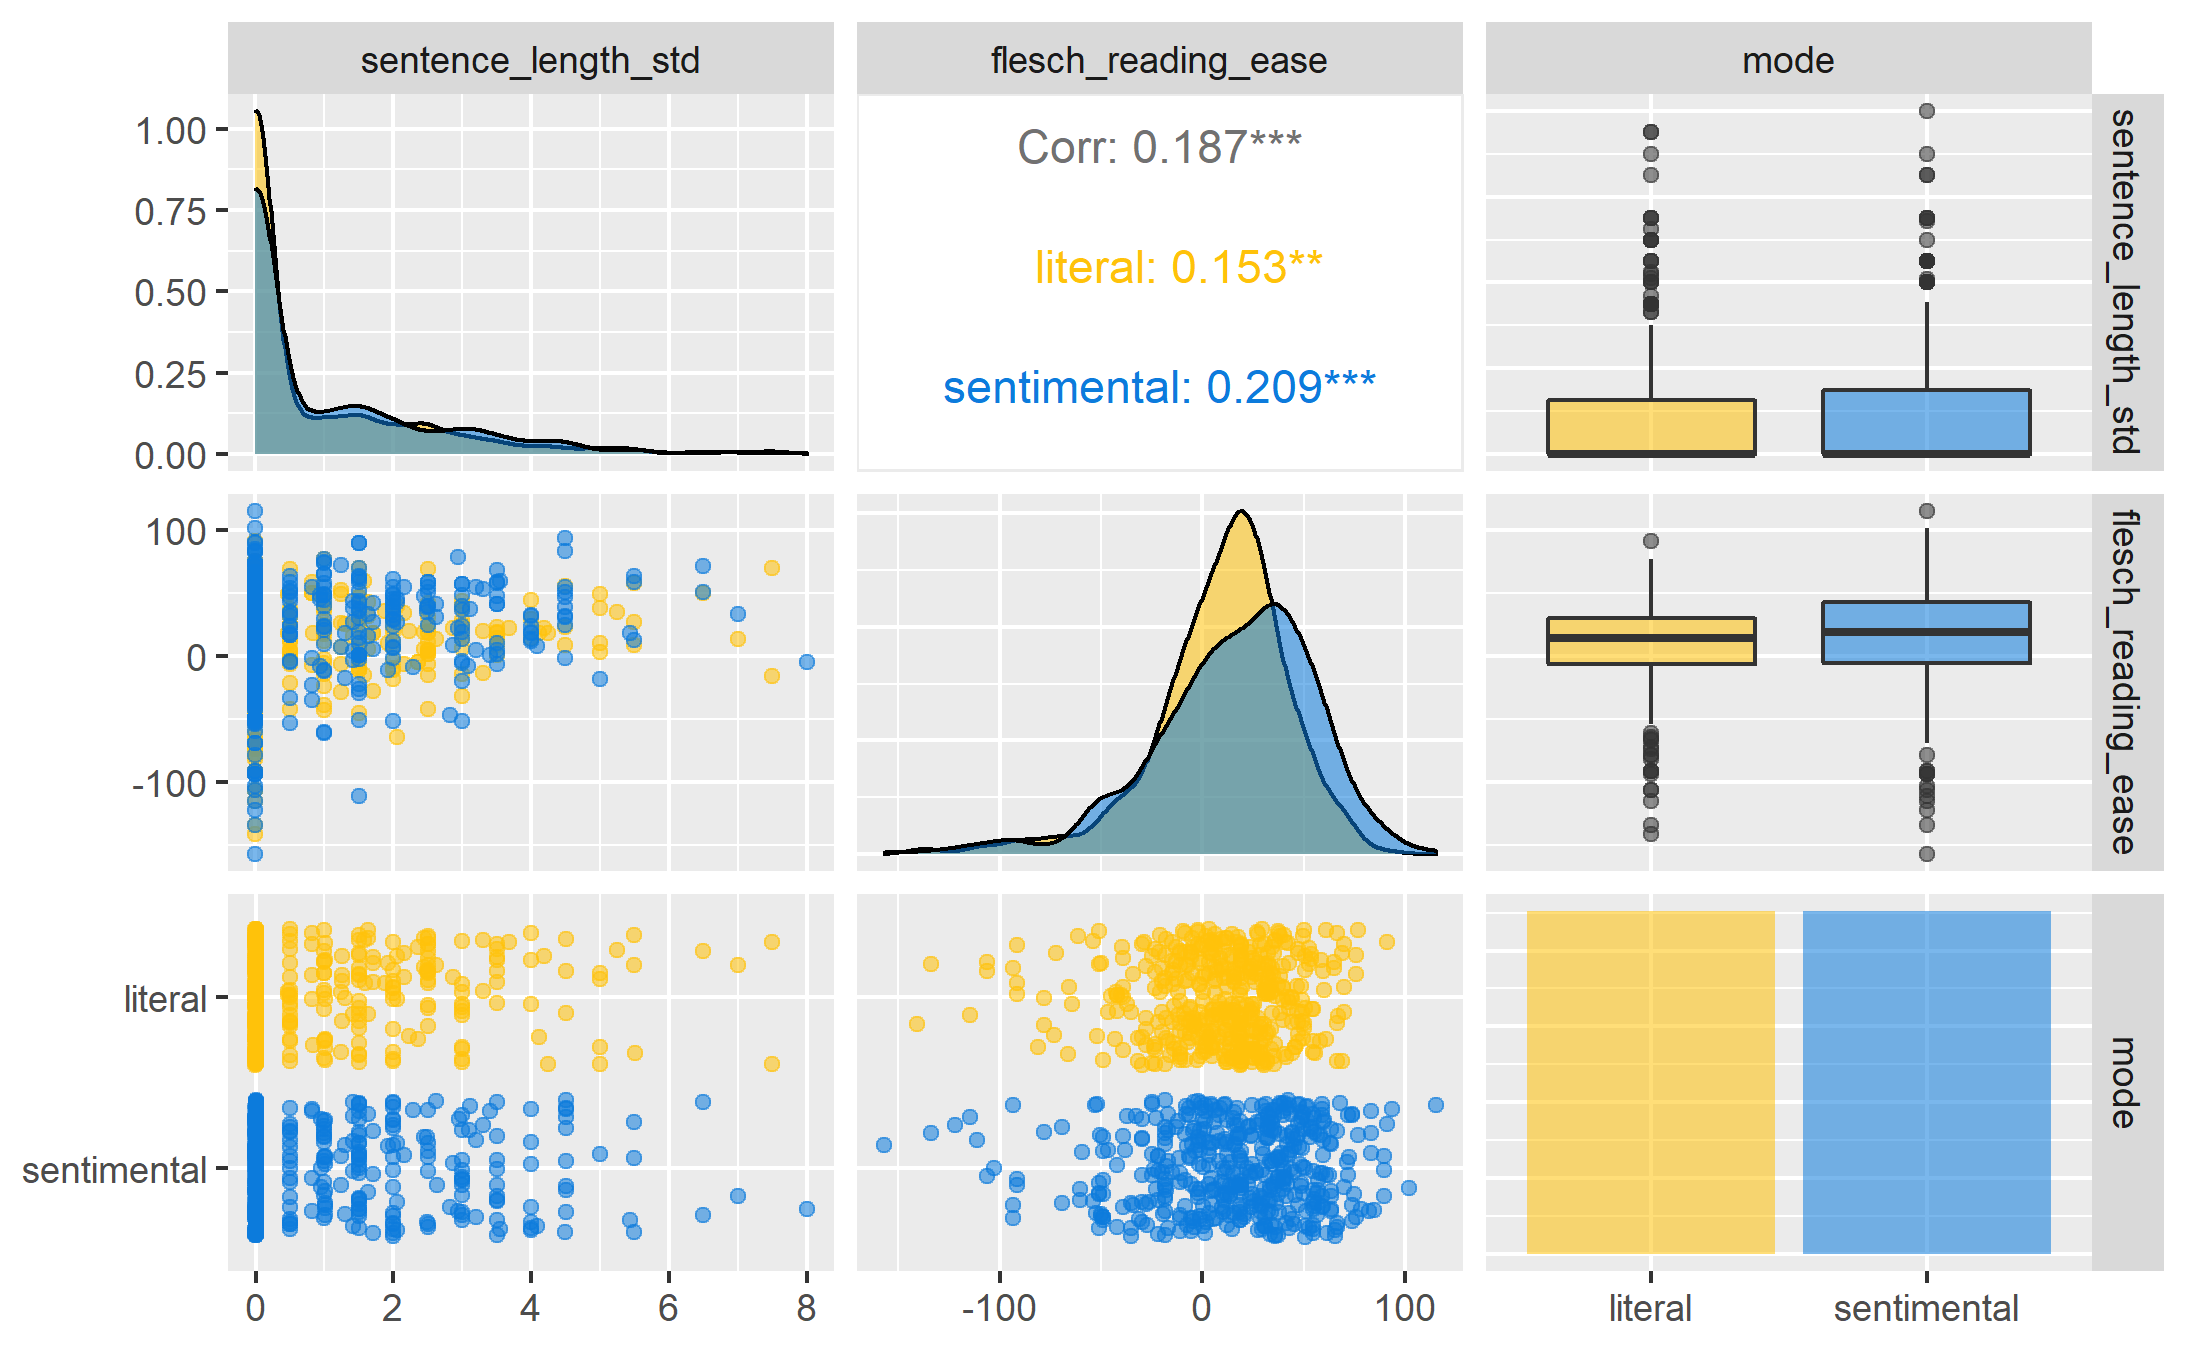 sentence_length_std
flesch_reading_ease
mode
1.00
0.75
0.50
0.25
0.00
Corr: 0.187***
literal: 0.153**
sentimental: 0.209***
sentence_length_std
100
0
-100
flesch_reading_ease
literal
sentimental
mode
0 2 4 6 8
-100 0 100
literal sentimental